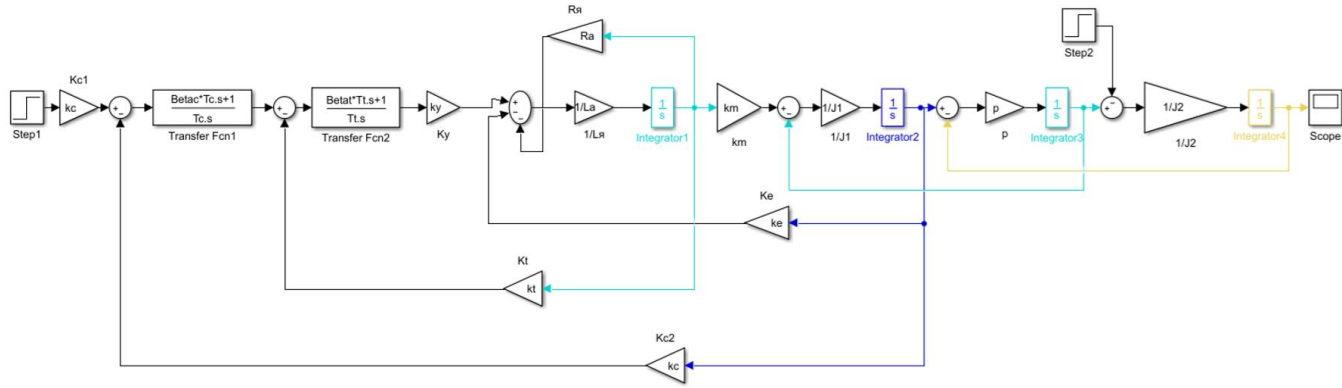 Rя
Ra
Step2
Kc1
kc
Step1
+
-
Betac*Tc.s+1
Tc.s
Transfer Fcn1
+
-
Betat*Tt.s+1
Tt.s
Transfer Fcn2
ky
Ky
+
-
-
1/La
1/Lя
1
s
Integrator1
km
km
+
-
1/J1
1/J1
1
s
Integrator2
+
-
p
p
1
s
Integrator3
-
+
1/J2
1/J2
1
s
Integrator4
Scope
Ke
ke
Kt
kt
Kc2
kc